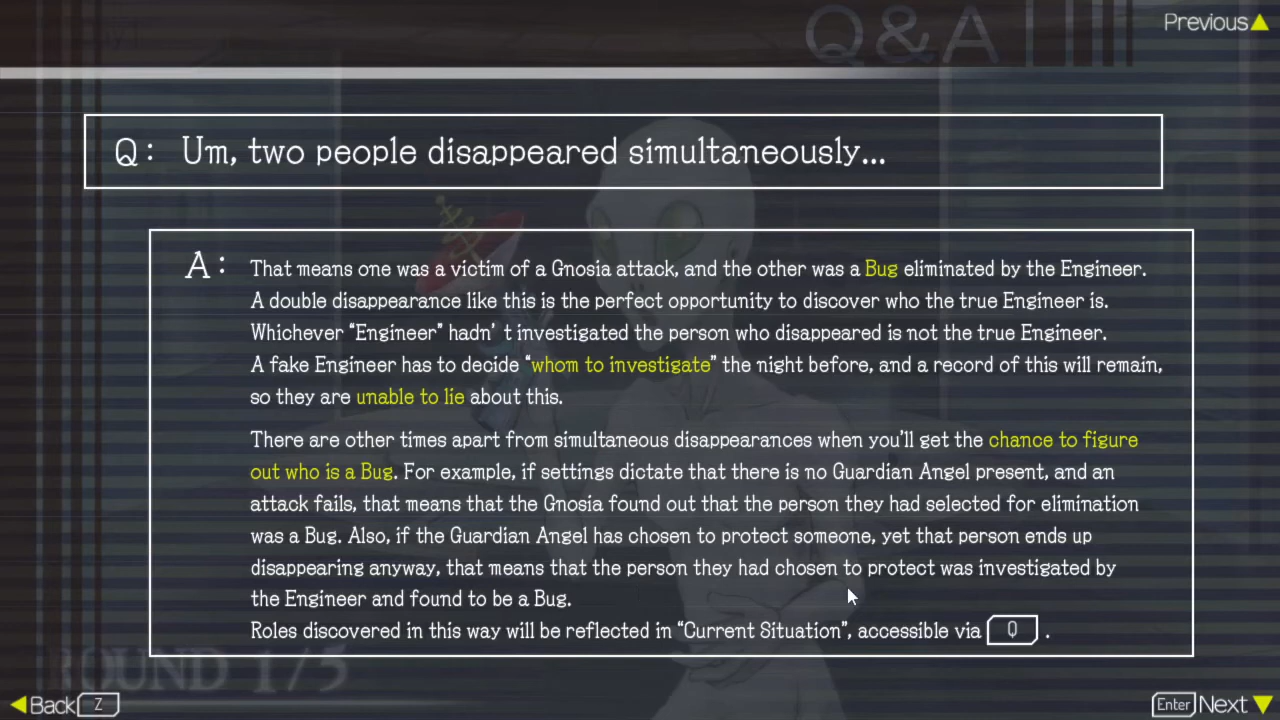 Q&A
Previous
Q: Um, two people disappeared simultaneously...
A: That means one was a victim of a Gnosia attack, and the other was a Bug eliminated by the Engineer.
A double disappearance like this is the perfect opportunity to discover who the true Engineer is.
Whichever “Engineer” hadn’ t investigated the person who disappeared is not the true Engineer.
A fake Engineer has to decide “whom to investigate” the night before, and a record of this will remain,
so they are unable to lie about this.
There are other times apart from simultaneous disappearances when you'll get the chance to figure
out who is a Bug. For example, if settings dictate that there is no Guardian Angel present, and an
attack fails, that means that the Gnosia found out that the person they had selected for elimination
was a Bug. Also, if the Guardian Angel has chosen to protect someone, yet that person ends up
disappearing anyway, that means that the person they had chosen to protect was investigated by
the Engineer and found to be a Bug.
Roles discovered in this way will be reflected in “Current Situation”, accessible via Q .
ROUND 1/5
Back Z
Enter Next